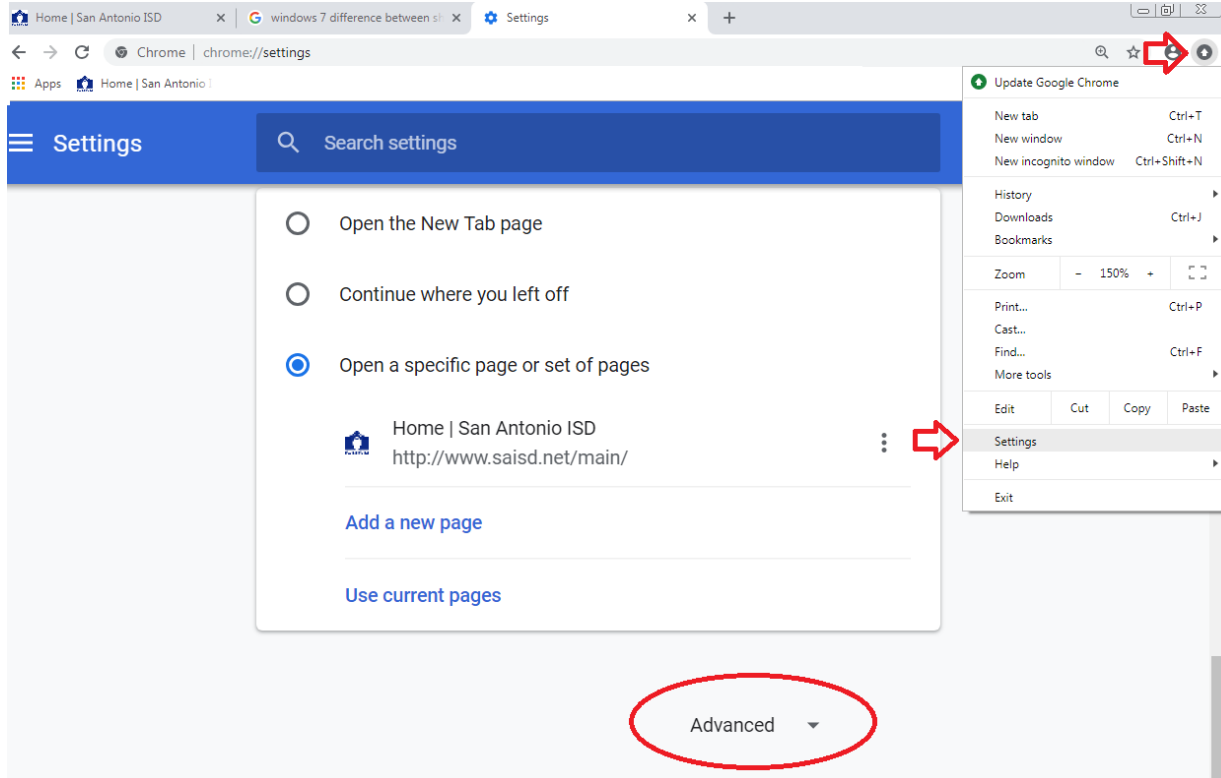 Home | San Antonio ISD
windows 7 difference between sh
Settings
Chrome | chrome://settings
Apps Home | San Antonio I
Update Google Chrome
New tab Ctrl+T
New window Ctrl+N
New incognito window Ctrl+Shift+N
History
Downloads Ctrl+J
Bookmarks
Zoom - 150% +
Print... Ctrl+P
Cast...
Find... Ctrl+F
More tools
Edit Cut Copy Paste
Settings
Help
Exit
Settings
Search settings
Open the New Tab page
Continue where you left off
Open a specific page or set of pages
Home | San Antonio ISD
http://www.saisd.net/main/
Add a new page
Use current pages
Advanced